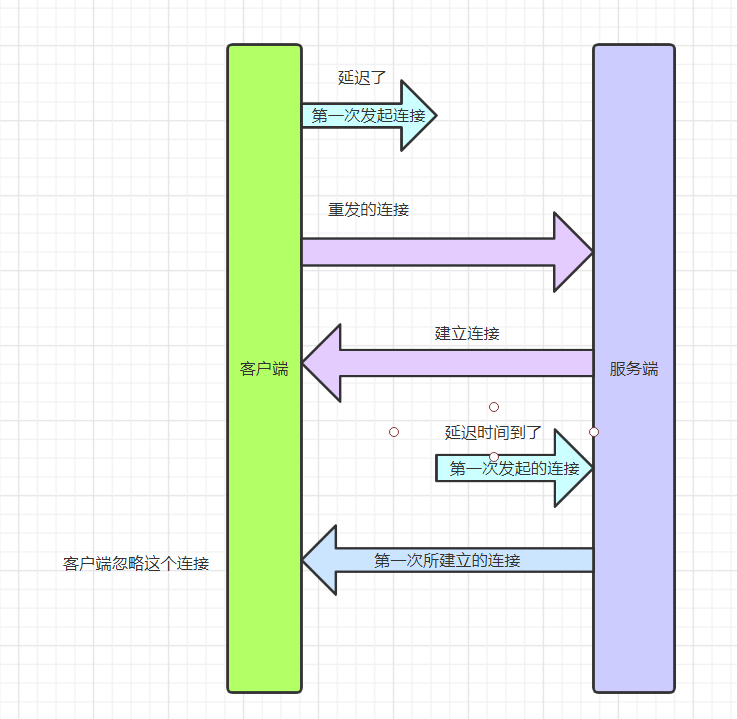 延迟了
第一次发起连接
重发的连接
建立连接
客户端
服务端
延迟时间到了
第一次发起的连接
客户端忽略这个连接
第一次所建立的连接